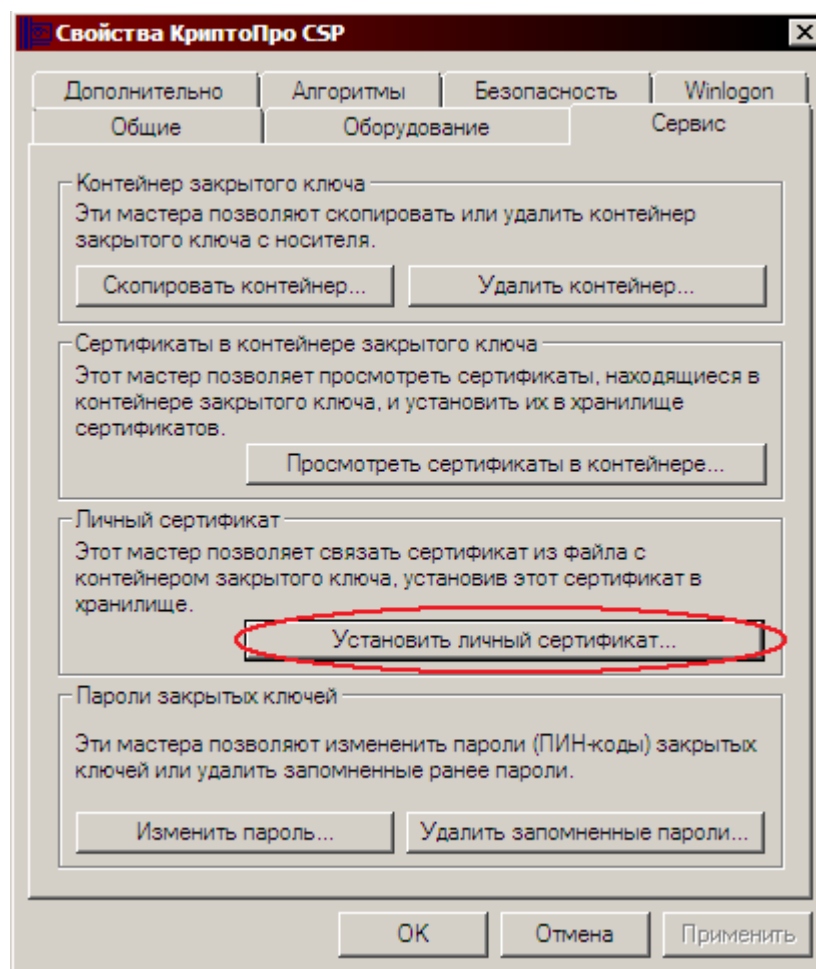 Свойства КриптоПро CSP
Дополнительно Алгоритмы Безопасность Winlogon
Общие Оборудование Сервис
Контейнер закрытого ключа
Эти мастера позволяют скопировать или удалить контейнер
закрытого ключа с носителя.
Скопировать контейнер... Удалить контейнер...
Сертификаты в контейнере закрытого ключа
Этот мастер позволяет просмотреть сертификаты, находящиеся в
контейнере закрытого ключа, и установить их в хранилище
сертификатов.
Просмотреть сертификаты в контейнере...
Личный сертификат
Этот мастер позволяет связать сертификат из файла с
контейнером закрытого ключа, установив этот сертификат в
хранилище.
Установить личный сертификат...
Пароли закрытых ключей
Эти мастера позволяют измененить пароли (ПИН-коды) закрытых
ключей или удалить запомненные ранее пароли.
Изменить пароль... Удалить запомненные пароли...
OK Отмена Применить